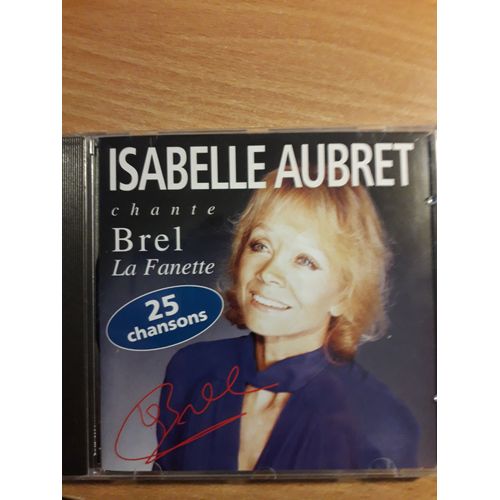 ISABELLE AUBRET
chante
Brel
La Fanette
25
chansons
Brel